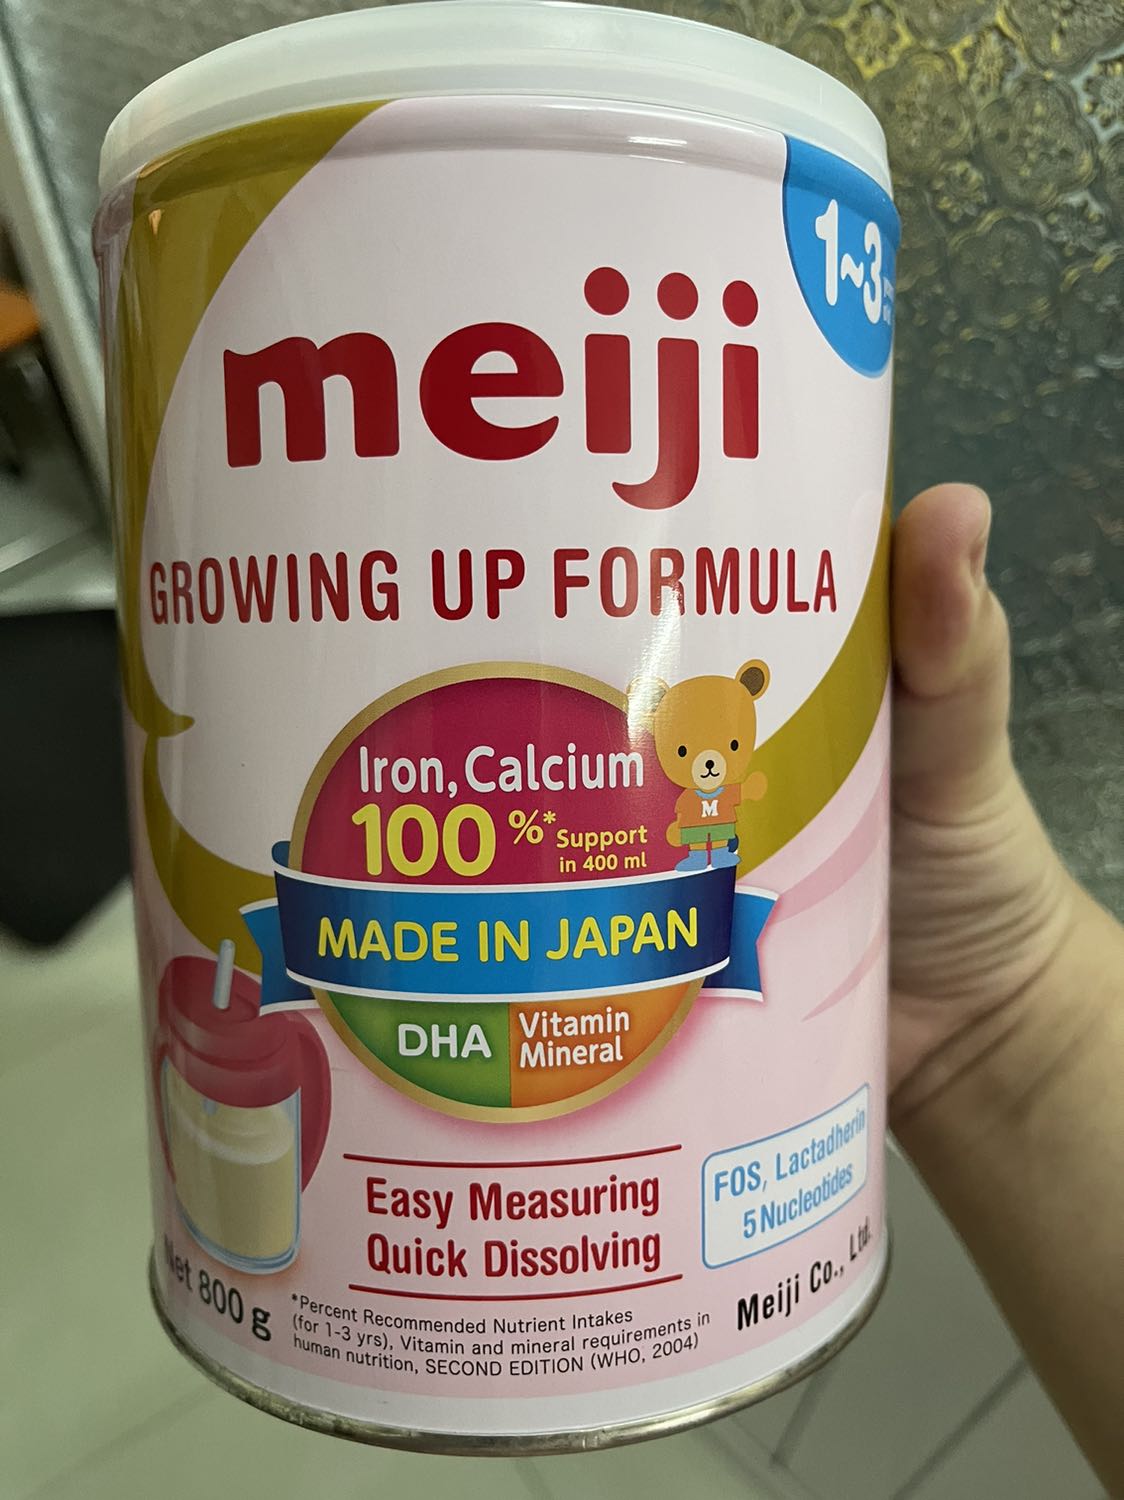 1~3
meiji
GROWING UP FORMULA
Iron, Calcium
100%* Support
in 400 ml
M
MADE IN JAPAN
DHA
Vitamin
Mineral
Easy Measuring
Quick Dissolving
FOS, Lactadherin
5 Nucleotides
Net 800 g
*Percent Recommended Nutrient Intakes
(for 1-3 yrs), Vitamin and mineral requirements in
human nutrition, SECOND EDITION (WHO, 2004)
Meiji Co., Ltd.